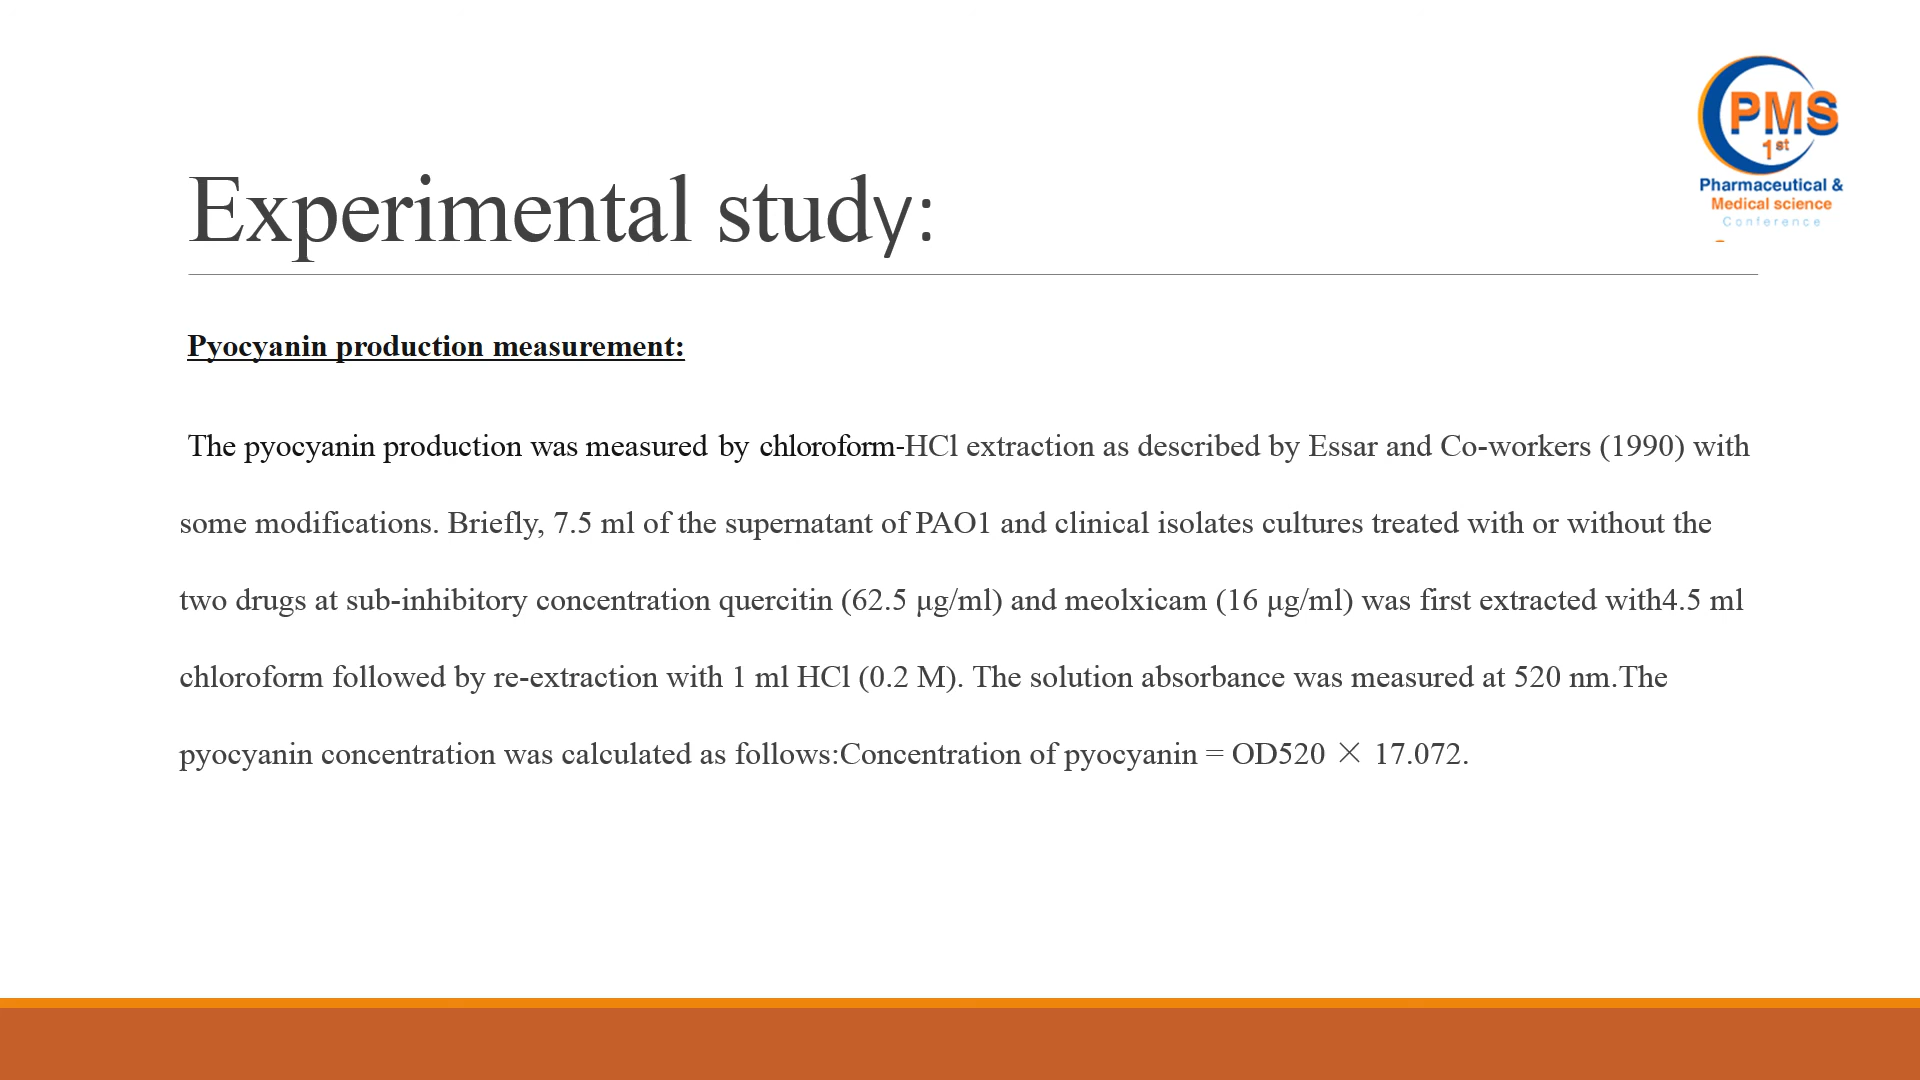 PMS
1st
Pharmaceutical &
Medical science
Conference
Experimental study:
Pyocyanin production measurement:
The pyocyanin production was measured by chloroform-HCl extraction as described by Essar and Co-workers (1990) with
some modifications. Briefly, 7.5 ml of the supernatant of PAO1 and clinical isolates cultures treated with or without the
two drugs at sub-inhibitory concentration quercitin (62.5 µg/ml) and meolxicam (16 µg/ml) was first extracted with4.5 ml
chloroform followed by re-extraction with 1 ml HCl (0.2 M). The solution absorbance was measured at 520 nm.The
pyocyanin concentration was calculated as follows:Concentration of pyocyanin = OD520 × 17.072.